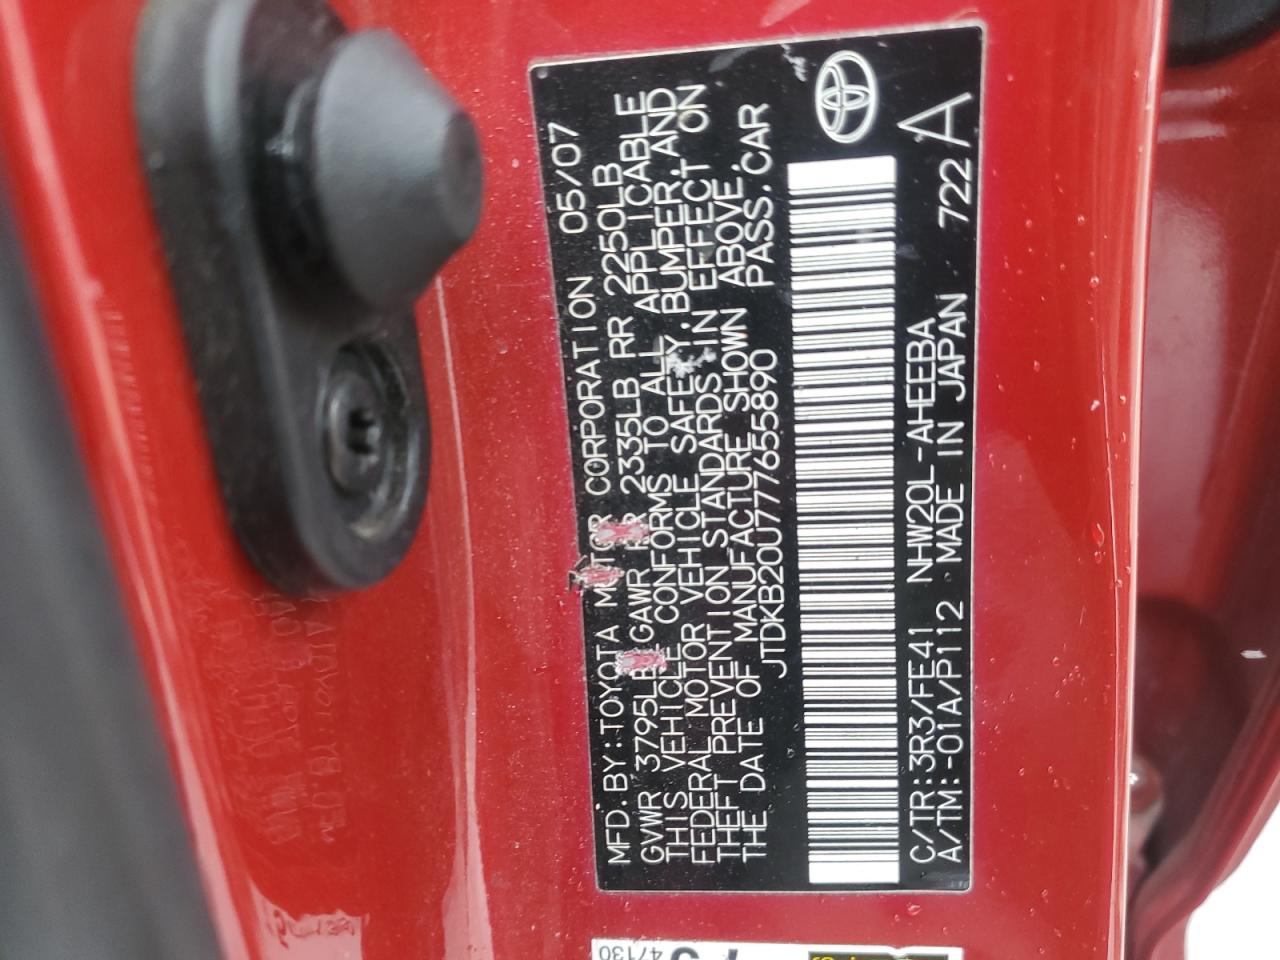 MFD. BY: TOYOTA MOTOR CORPORATION 05/07
GVWR 3795LB GAWR FR 2335LB RR 2250LB
THIS VEHICLE CONFORMS TO ALL APPLICABLE
FEDERAL MOTOR VEHICLE SAFETY, BUMPER, AND
THEFT PREVENTION STANDARDS IN EFFECT ON
THE DATE OF MANUFACTURE SHOWN ABOVE.
JTDKB20U777655890 PASS. CAR
C/TR: 3R3/FE41 NHW20L-AHEEBA
A/TM: -01A/P112 MADE IN JAPAN 722 A
47130